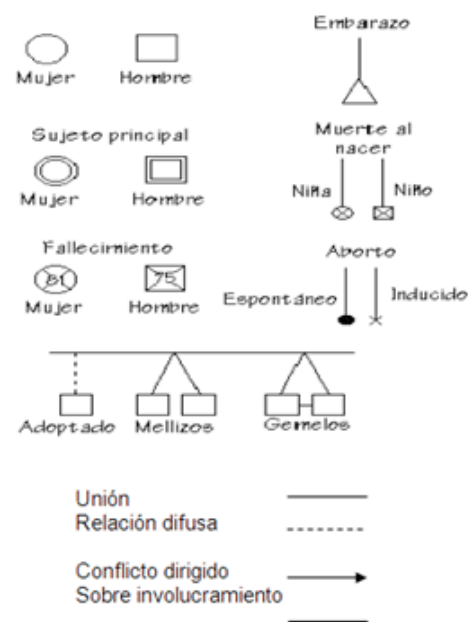 Embarazo
Mujer Hombre
Sujeto principal
Muerte al
nacer
Niña Niño
Mujer Hombre
Fallecimiento
Aborto
81 75
Mujer Hombre
Espontáneo Inducido
Adoptado Mellizos Gemelos
Unión
Relación difusa
Conflicto dirigido
Sobre involucramiento